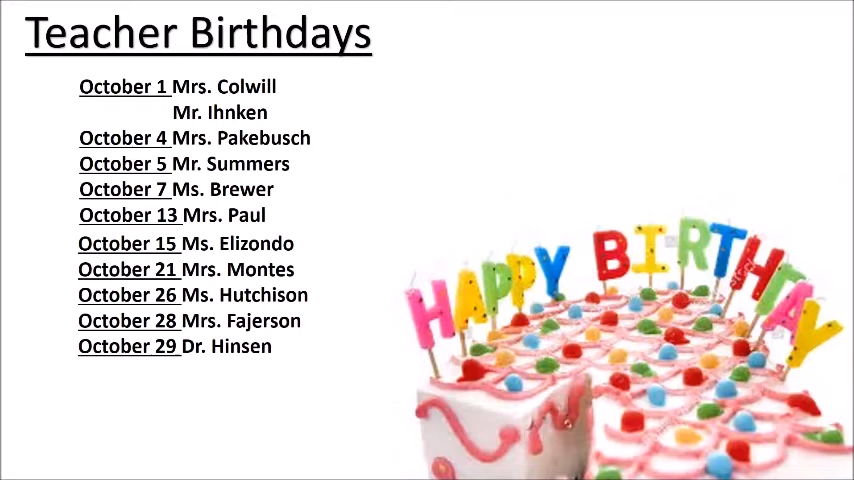 Teacher Birthdays
October 1 Mrs. Colwill
Mr. Ihnken
October 4 Mrs. Pakebusch
October 5 Mr. Summers
October 7 Ms. Brewer
October 13 Mrs. Paul
October 15 Ms. Elizondo
October 21 Mrs. Montes
October 26 Ms. Hutchison
October 28 Mrs. Fajerson
October 29 Dr. Hinsen
HAPPY BIRTHDAY